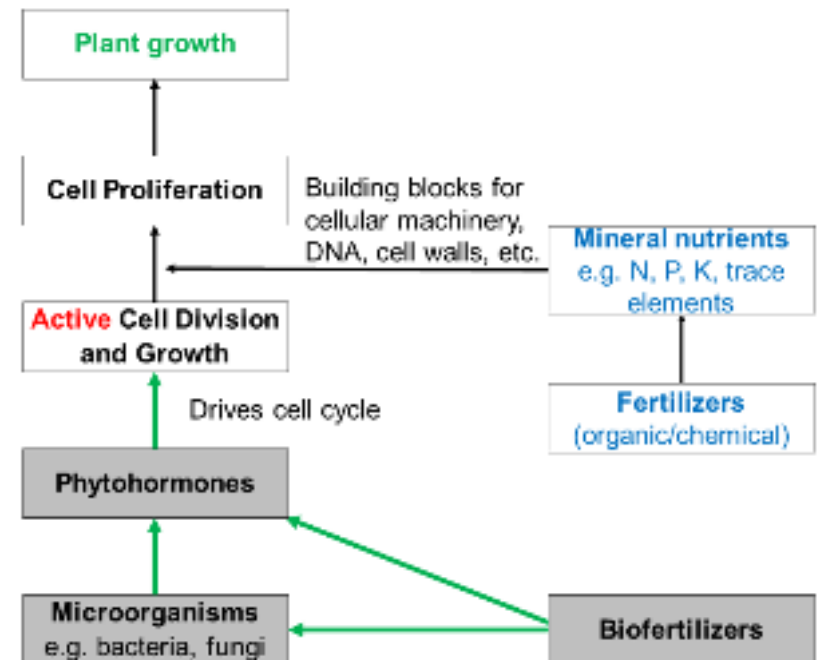 Plant growth
Cell Proliferation
Building blocks for
cellular machinery,
DNA, cell walls, etc.
Mineral nutrients
e.g. N, P, K, trace
elements
Active Cell Division
and Growth
Fertilizers
(organic/chemical)
Drives cell cycle
Phytohormones
Microorganisms
e.g. bacteria, fungi
Biofertilizers